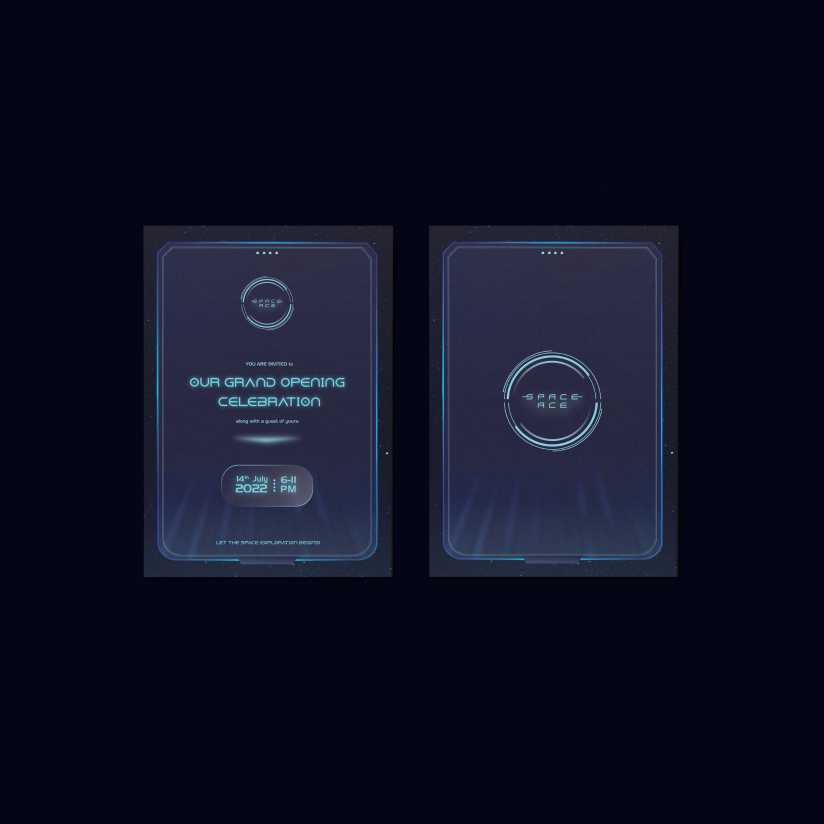 SPACE
ACE
YOU ARE INVITED to
OUR GRAND OPENING
CELEBRATION
along with a guest of yours
14th July
2022
6-11
PM
LET THE SPACE EXPLORATION BEGINS!
SPACE
ACE